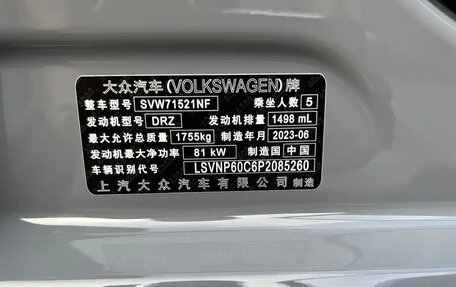 大众汽车(VOLKSWAGEN)牌
整车型号 SVW71521NF 乘坐人数 5
发动机型号 DRZ 发动机排量 1498 mL
最大允许总质量 1755kg 制造年月 2023-06
发动机最大净功率 81 kW 制造国 中国
车辆识别代号 LSVNP60C6P2085260
上汽大众汽车有限公司 制造